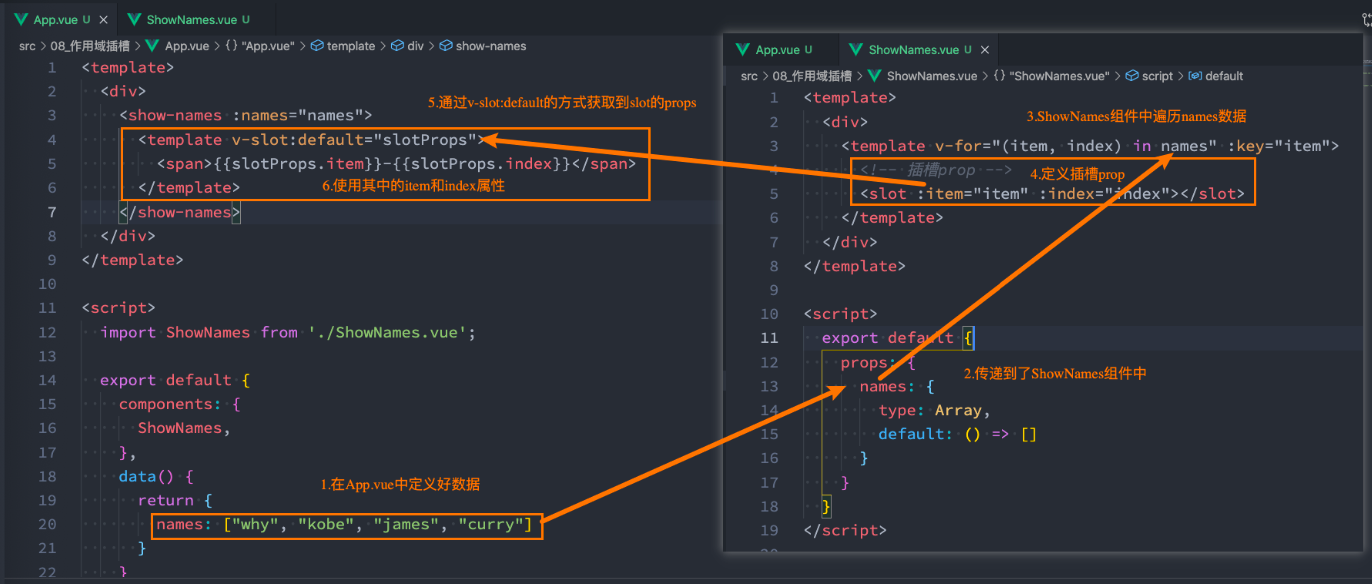 App.vue U ×
ShowNames.vue U
src > 08_作用域插槽 > App.vue > {} "App.vue" > template > div > show-names
1 <template>
2 <div>
3 <show-names :names="names">
5.通过v-slot:default的方式获取到slot的props
4 <template v-slot:default="slotProps">
5 <span>{{slotProps.item}}-{{slotProps.index}}</span>
6 </template>
6.使用其中的item和index属性
7 </show-names>
8 </div>
9 </template>
10
11 <script>
12 import ShowNames from './ShowNames.vue';
13
14 export default {
15 components: {
16 ShowNames,
17 },
18 data() {
1.在App.vue中定义好数据
19 return {
20 names: ["why", "kobe", "james", "curry"]
21 }
22 }
App.vue U
ShowNames.vue U ×
src > 08_作用域插槽 > ShowNames.vue > {} "ShowNames.vue" > script > default
1 <template>
3.ShowNames组件中遍历names数据
2 <div>
3 <template v-for="(item, index) in names" :key="item">
4 <!-- 插槽prop -->
4.定义插槽prop
5 <slot :item="item" :index="index"></slot>
6 </template>
7 </div>
8 </template>
9
10 <script>
11 export default {
12 props: {
2.传递到了ShowNames组件中
13 names: {
14 type: Array,
15 default: () => []
16 }
17 }
18 }
19 </script>